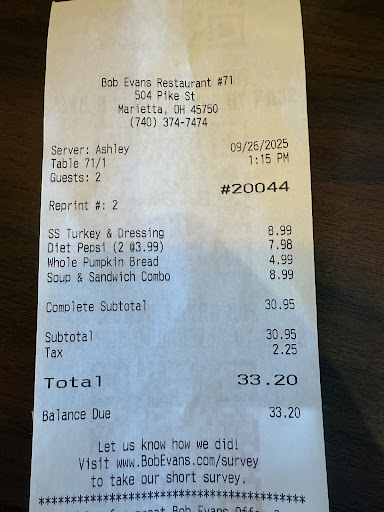 Bob Evans Restaurant #71
504 Pike St
Marietta, OH 45750
(740) 374-7474
Server: Ashley 09/26/2025
Table 71/1 1:15 PM
Guests: 2
#20044
Reprint #: 2
SS Turkey & Dressing 8.99
Diet Pepsi (2 @3.99) 7.98
Whole Pumpkin Bread 4.99
Soup & Sandwich Combo 8.99
Complete Subtotal 30.95
Subtotal 30.95
Tax 2.25
Total 33.20
Balance Due 33.20
Let us know how we did!
Visit www.BobEvans.com/survey
to take our short survey.
****************************************
great Bob Evans